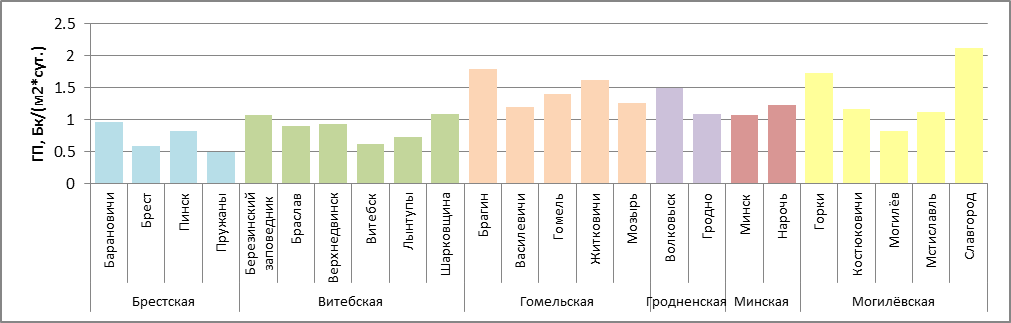 ГП, Бк/(м2*сут.)
2.5
2
1.5
1
0.5
0
Барановичи
Брест
Пинск
Пружаны
Березинский
заповедник
Браслав
Верхнедвинск
Витебск
Лынтупы
Шарковщина
Брагин
Василевичи
Гомель
Житковичи
Мозырь
Волковыск
Гродно
Минск
Нарочь
Горки
Костюковичи
Могилёв
Мстиславль
Славгород
Брестская
Витебская
Гомельская
Гродненская
Минская
Могилёвская